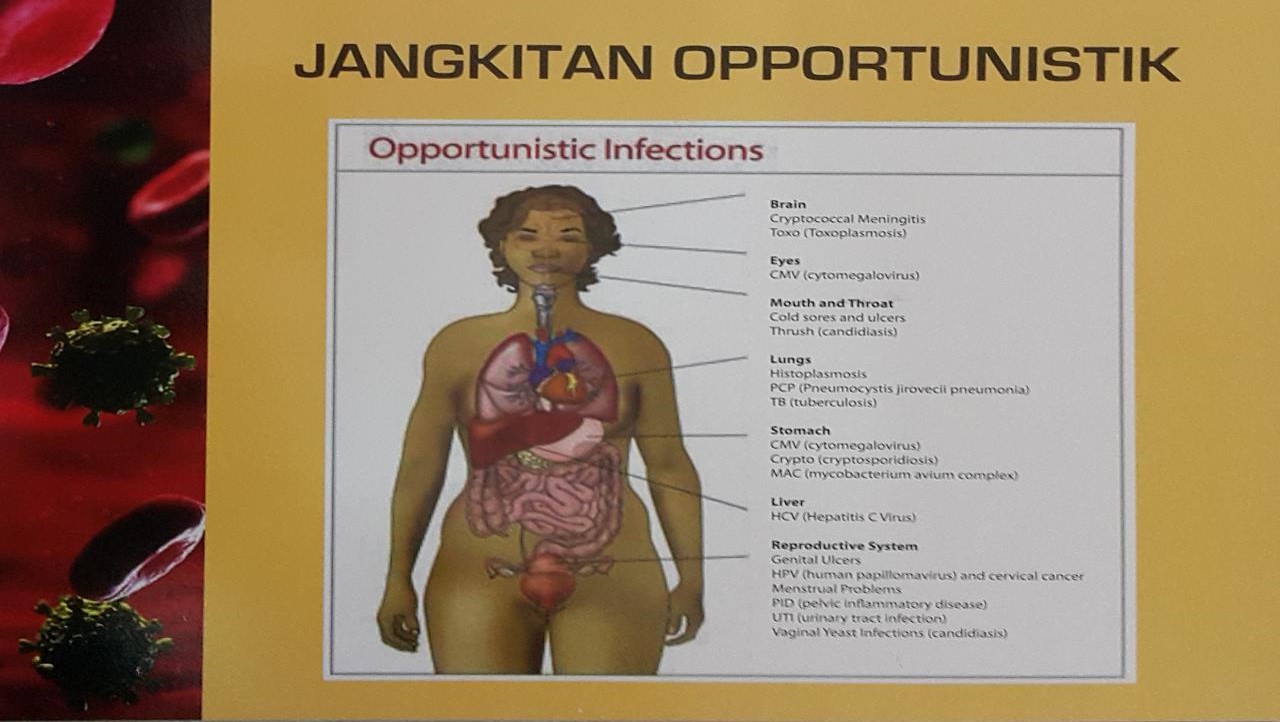 JANGKITAN OPPORTUNISTIK
Opportunistic Infections
Brain
Cryptococcal Meningitis
Toxo (Toxoplasmosis)
Eyes
CMV (cytomegalovirus)
Mouth and Throat
Cold sores and ulcers
Thrush (candidiasis)
Lungs
Histoplasmosis
PCP (Pneumocystis jirovecii pneumonia)
TB (tuberculosis)
Stomach
CMV (cytomegalovirus)
Crypto (cryptosporidiosis)
MAC (mycobacterium avium complex)
Liver
HCV (Hepatitis C Virus)
Reproductive System
Genital Ulcers
HPV (human papillomavirus) and cervical cancer
Menstrual Problems
PID (pelvic inflammatory disease)
UTI (urinary tract infection)
Vaginal Yeast Infections (candidiasis)